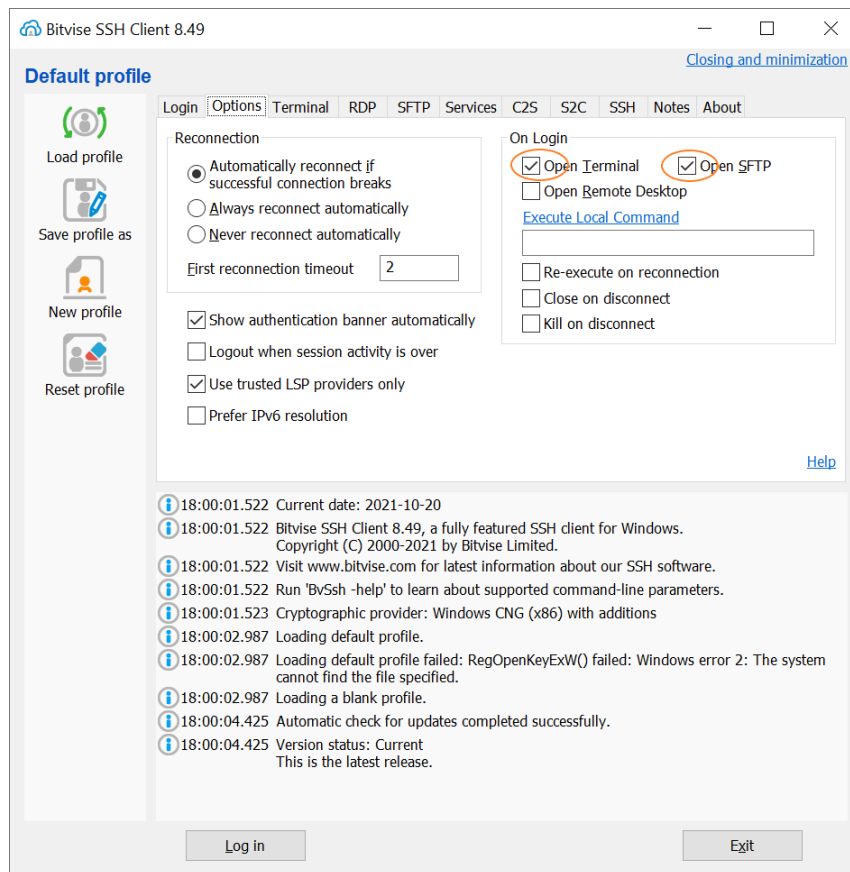 Bitvise SSH Client 8.49
Closing and minimization
Default profile
Load profile
Save profile as
New profile
Reset profile
Login Options Terminal RDP SFTP Services C2S S2C SSH Notes About
Reconnection
Automatically reconnect if
successful connection breaks
Always reconnect automatically
Never reconnect automatically
First reconnection timeout 2
Show authentication banner automatically
Logout when session activity is over
Use trusted LSP providers only
Prefer IPv6 resolution
On Login
Open Terminal Open SFTP
Open Remote Desktop
Execute Local Command
Re-execute on reconnection
Close on disconnect
Kill on disconnect
Help
18:00:01.522 Current date: 2021-10-20
18:00:01.522 Bitvise SSH Client 8.49, a fully featured SSH client for Windows.
Copyright (C) 2000-2021 by Bitvise Limited.
18:00:01.522 Visit www.bitvise.com for latest information about our SSH software.
18:00:01.522 Run 'BvSsh -help' to learn about supported command-line parameters.
18:00:01.523 Cryptographic provider: Windows CNG (x86) with additions
18:00:02.987 Loading default profile.
18:00:02.987 Loading default profile failed: RegOpenKeyExW() failed: Windows error 2: The system
cannot find the file specified.
18:00:02.987 Loading a blank profile.
18:00:04.425 Automatic check for updates completed successfully.
18:00:04.425 Version status: Current
This is the latest release.
Log in
Exit